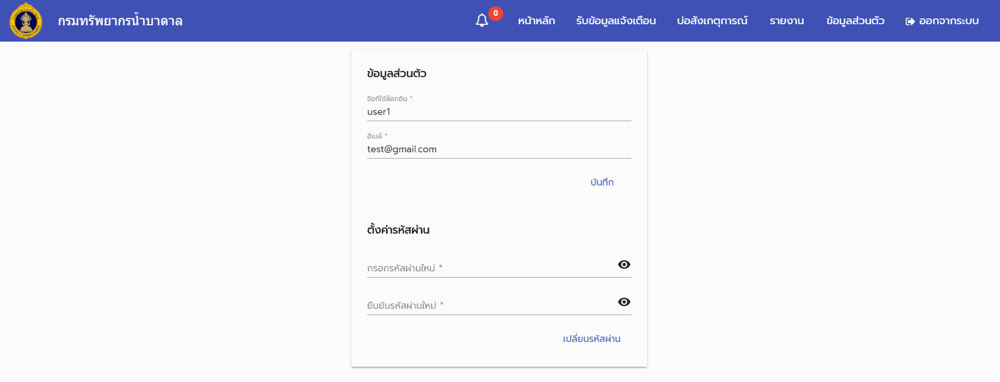 กรมทรัพยากรน้ำบาดาล
0
หน้าหลัก
รับข้อมูลแจ้งเตือน
บ่อสังเกตุการณ์
รายงาน
ข้อมูลส่วนตัว
ออกจากระบบ
ข้อมูลส่วนตัว
ชื่อที่ใช้ล๊อกอิน *
user1
อีเมล์ *
test@gmail.com
บันทึก
ตั้งค่ารหัสผ่าน
กรอกรหัสผ่านใหม่ *
ยืนยันรหัสผ่านใหม่ *
เปลี่ยนรหัสผ่าน